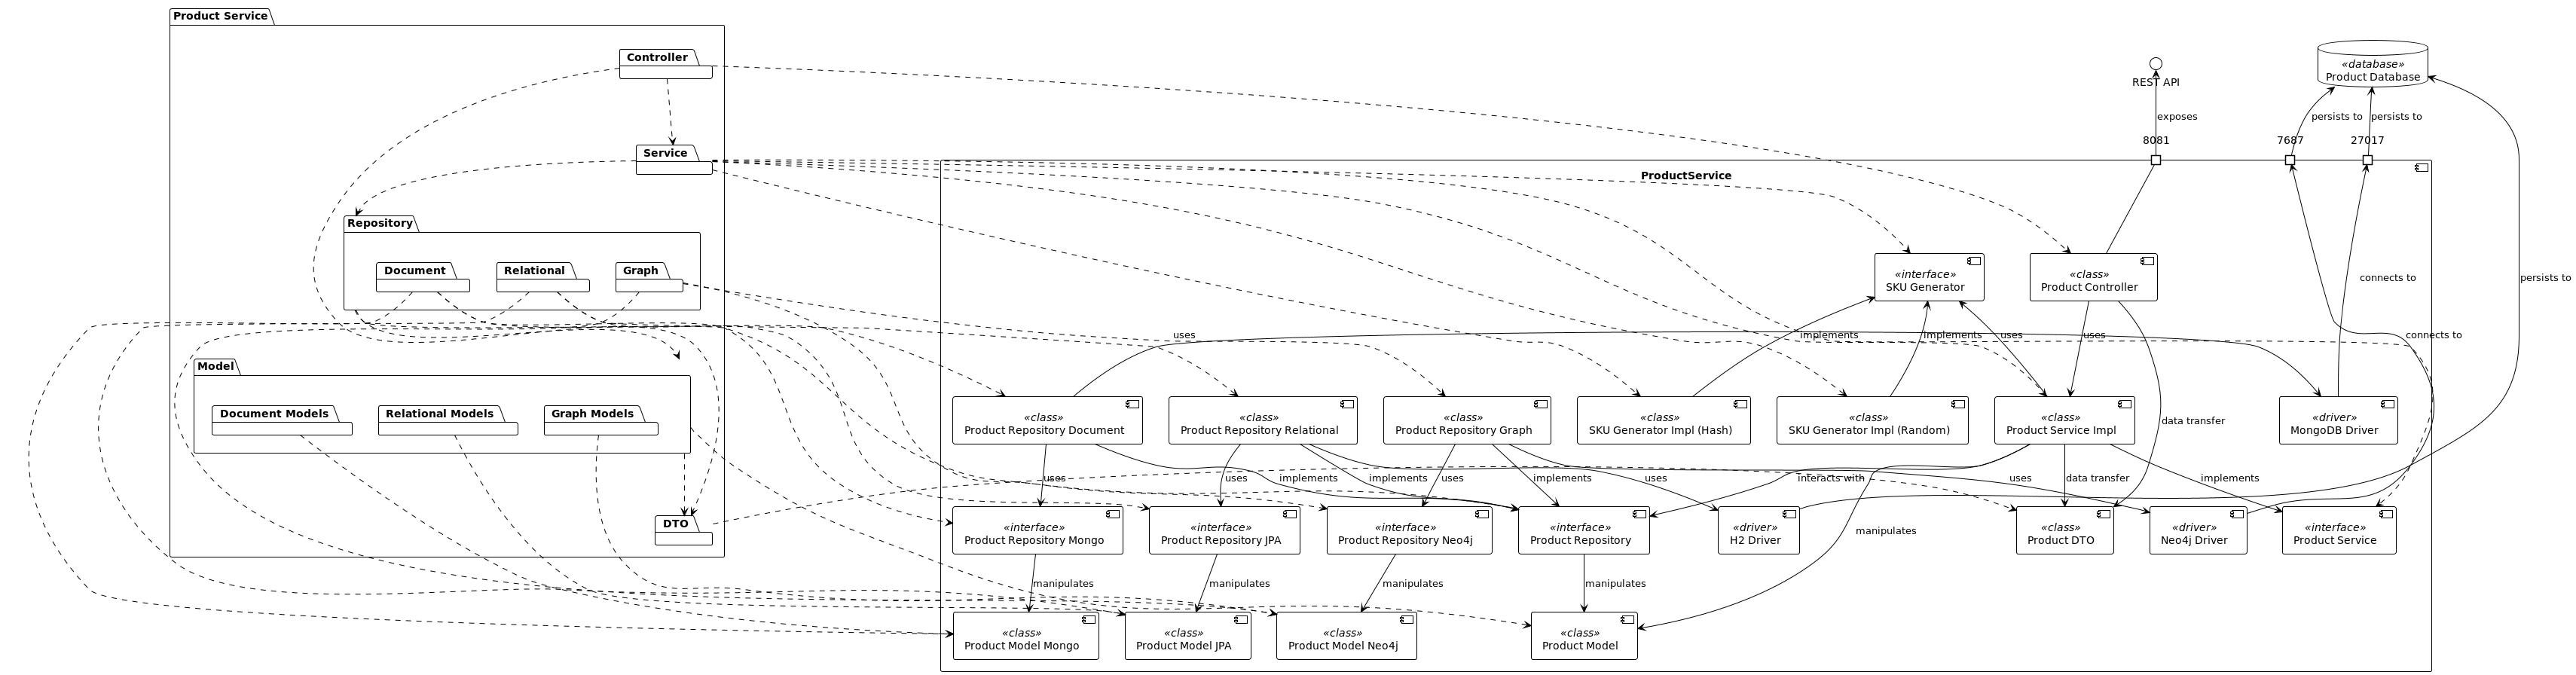 Product Service
Controller
«database»
Product Database
REST API
exposes
persists to
persists to
8081
7687
27017
Service
ProductService
Repository
Document
Relational
Graph
«interface»
SKU Generator
«class»
Product Controller
connects to
persists to
uses
implements
implements
uses
uses
connects to
Model
Document Models
Relational Models
Graph Models
«class»
Product Repository Document
«class»
Product Repository Relational
«class»
Product Repository Graph
«class»
SKU Generator Impl (Hash)
«class»
SKU Generator Impl (Random)
«class»
Product Service Impl
«driver»
MongoDB Driver
data transfer
uses
uses
implements
implements
uses
implements
uses
interacts with
uses
data transfer
implements
DTO
«interface»
Product Repository Mongo
«interface»
Product Repository JPA
«interface»
Product Repository Neo4j
«interface»
Product Repository
«driver»
H2 Driver
manipulates
«class»
Product DTO
«driver»
Neo4j Driver
«interface»
Product Service
manipulates
manipulates
manipulates
manipulates
«class»
Product Model Mongo
«class»
Product Model JPA
«class»
Product Model Neo4j
«class»
Product Model